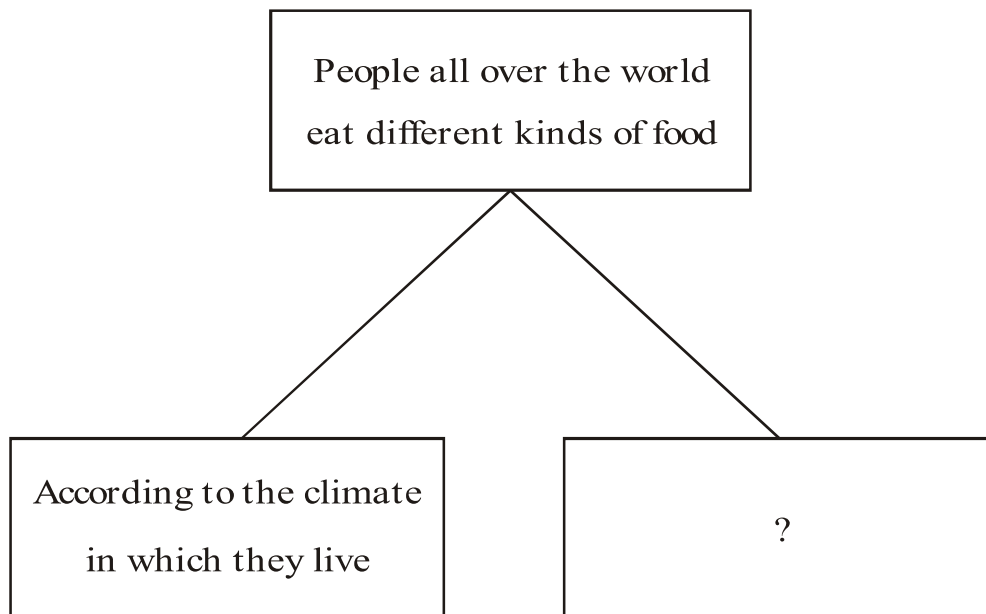 People all over the world
eat different kinds of food
According to the climate
in which they live
?